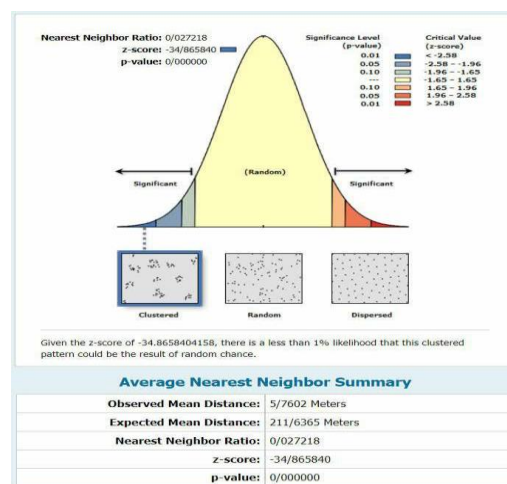 Nearest Neighbor Ratio: 0/027218
z-score: -34/865840
p-value: 0/000000
Significance Level
(p-value)
Critical Value
(z-score)
0.01 < -2.58
0.05 -2.58 - -1.96
0.10 -1.96 - -1.65
--- -1.65 - 1.65
0.10 1.65 - 1.96
0.05 1.96 - 2.58
0.01 > 2.58
Significant
(Random)
Significant
Clustered
Random
Dispersed
Given the z-score of -34.8658404158, there is a less than 1% likelihood that this clustered
pattern could be the result of random chance.
Average Nearest Neighbor Summary
Observed Mean Distance: 5/7602 Meters
Expected Mean Distance: 211/6365 Meters
Nearest Neighbor Ratio: 0/027218
z-score: -34/865840
p-value: 0/000000